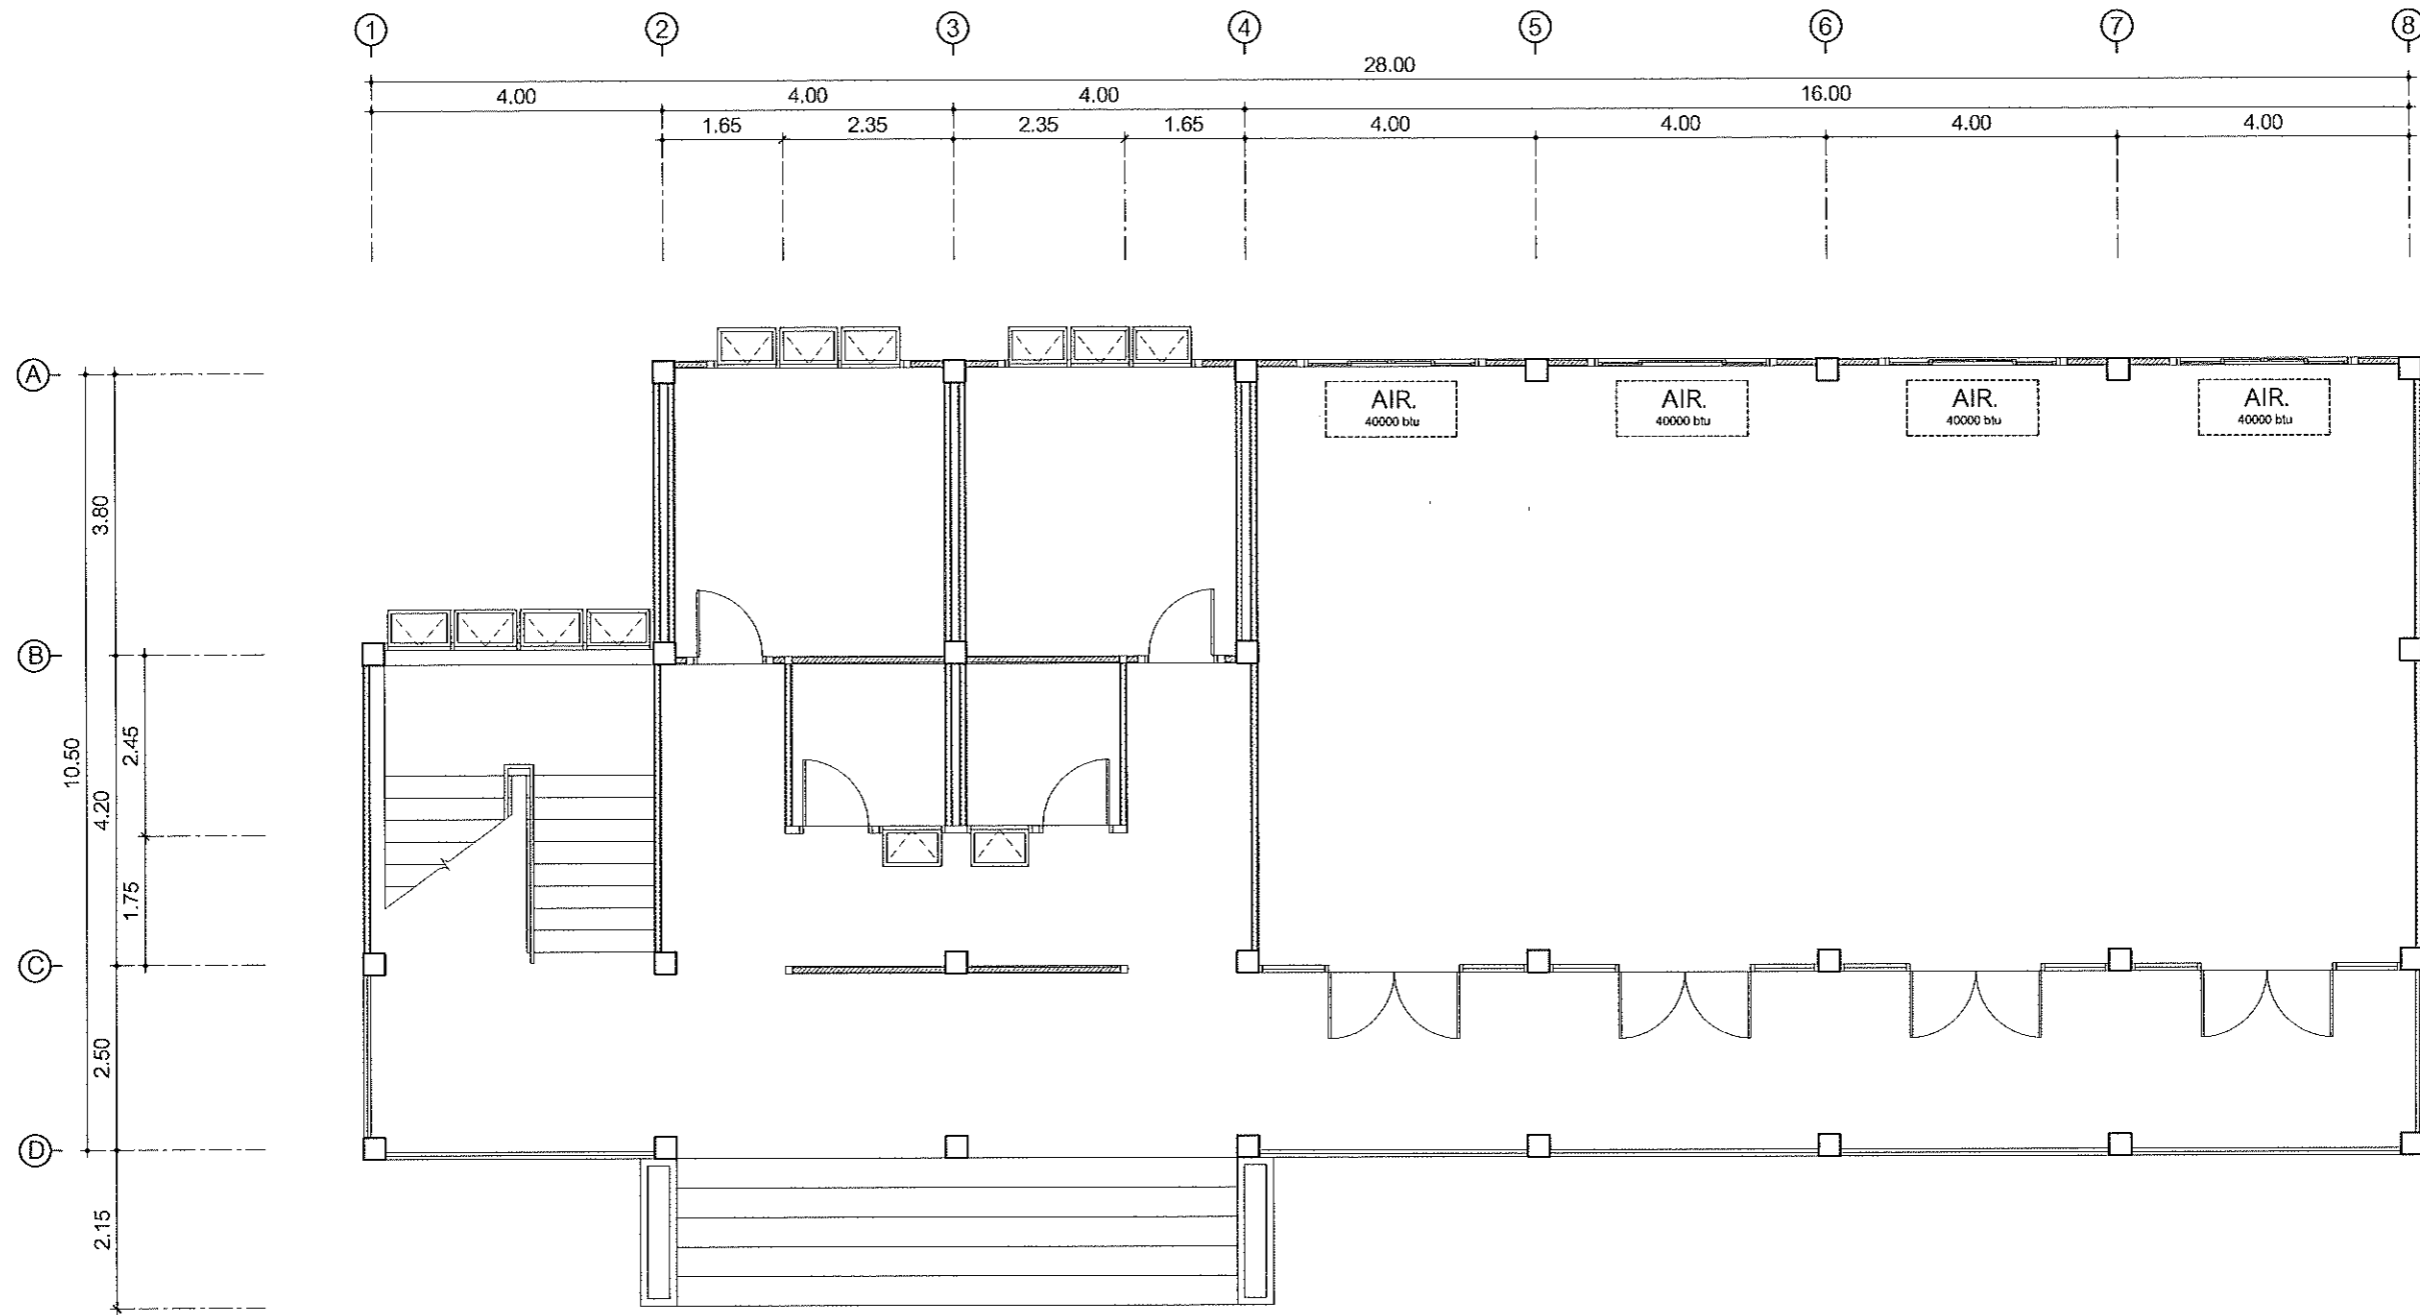 1 2 3 4 5 6 7 8
28.00
4.00 4.00 4.00 16.00
1.65 2.35 2.35 1.65 4.00 4.00 4.00 4.00
A
AIR. AIR. AIR. AIR.
40000 btu 40000 btu 40000 btu 40000 btu
3.80
B
2.45
10.50
4.20
1.75
C
2.50
D
2.15